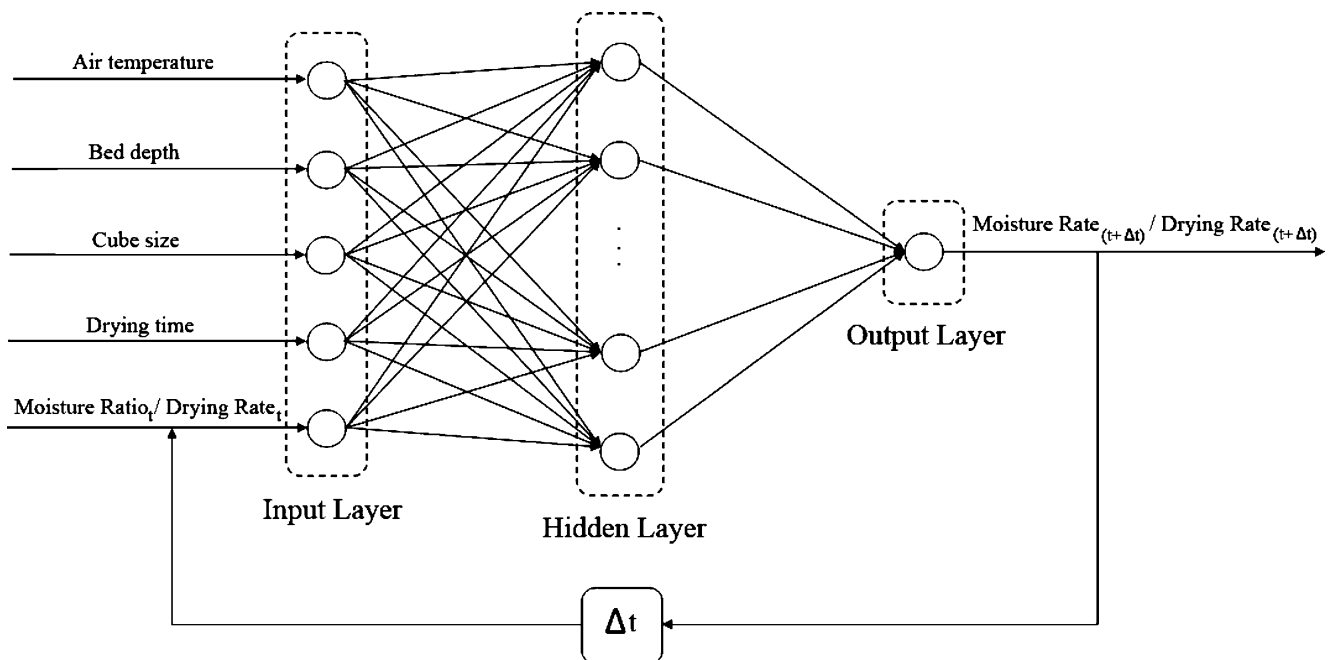 Air temperature
Bed depth
Cube size
Drying time
Moisture Ratio_t / Drying Rate_t
Input Layer
Hidden Layer
Output Layer
Moisture Rate_(t+Δt) / Drying Rate_(t+Δt)
Δt